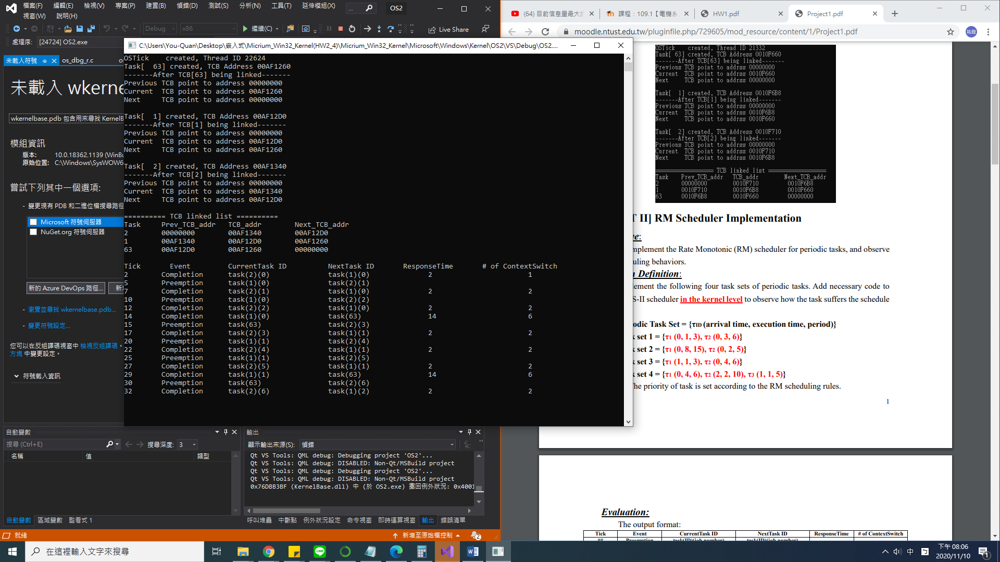 檔案(F) 編輯(E) 檢視(V) 專案(P) 建置(B) 偵錯(D) 測試(S) 分析(N) 工具(T) 延伸模組(X) ... OS2
視窗(W) 說明(H)
Debug x86 繼續(C) Live Share
處理序: [24724] OS2.exe
未載入符號 os_dbg_r.c
未載入 wkerne
wkernelbase.pdb 包含用來尋找 KernelB
模組資訊
版本: 10.0.18362.1139 (WinBu
原始位置: C:\Windows\SysWOW6
嘗試下列其中一個選項:
- 變更現有 PDB 和二進位檔搜尋路徑
Microsoft 符號伺服器
NuGet.org 符號伺服器
新的 Azure DevOps 路徑... 新
- 瀏覽並尋找 wkernelbase.pdb...
- 變更符號設定...
您可以在反組譯碼視窗中 檢視反組譯碼。
方塊 中變更設定。
符號載入資訊
C:\Users\You-Quan\Desktop\嵌入式\Micrium_Win32_Kernel(HW2_4)\Micrium_Win32_Kernel\Microsoft\Windows\Kernel\OS2\VS\Debug\OS2....
OSTick created, Thread ID 22624
Task[ 63] created, TCB Address 00AF1260
-------After TCB[63] being linked-------
Previous TCB point to address 00000000
Current TCB point to address 00AF1260
Next TCB point to address 00000000
Task[ 1] created, TCB Address 00AF12D0
-------After TCB[1] being linked-------
Previous TCB point to address 00000000
Current TCB point to address 00AF12D0
Next TCB point to address 00AF1260
Task[ 2] created, TCB Address 00AF1340
-------After TCB[2] being linked-------
Previous TCB point to address 00000000
Current TCB point to address 00AF1340
Next TCB point to address 00AF12D0
========== TCB linked list ==========
Task Prev_TCB_addr TCB_addr Next_TCB_addr
2 00000000 00AF1340 00AF12D0
1 00AF1340 00AF12D0 00AF1260
63 00AF12D0 00AF1260 00000000
Tick Event CurrentTask ID NextTask ID ResponseTime # of ContextSwitch
2 Completion task(2)(0) task(1)(0) 2 1
5 Preemption task(1)(0) task(2)(1)
7 Completion task(2)(1) task(1)(0) 2 2
10 Preemption task(1)(0) task(2)(2)
12 Completion task(2)(2) task(1)(0) 2 2
14 Completion task(1)(0) task(63) 14 6
15 Preemption task(63) task(2)(3)
17 Completion task(2)(3) task(1)(1) 2 2
20 Preemption task(1)(1) task(2)(4)
22 Completion task(2)(4) task(1)(1) 2 2
25 Preemption task(1)(1) task(2)(5)
27 Completion task(2)(5) task(1)(1) 2 2
29 Completion task(1)(1) task(63) 14 6
30 Preemption task(63) task(2)(6)
32 Completion task(2)(6) task(1)(2) 2 2
自動變數
搜尋 (Ctrl+E) 搜尋深度: 3
名稱 值 類型
自動變數 區域變數 監看式 1
輸出
顯示輸出來源(S): 偵錯
Qt VS Tools: QML debug: Debugging project 'OS2'...
Qt VS Tools: QML debug: DISABLED: Non-Qt/MSBuild project
Qt VS Tools: QML debug: Debugging project 'OS2'...
Qt VS Tools: QML debug: DISABLED: Non-Qt/MSBuild project
0x76DBB3BF (KernelBase.dll) 中 (於 OS2.exe) 擲回例外狀況: 0x4001
呼叫堆疊 中斷點 例外狀況設定 命令視窗 即時運算視窗 輸出 錯誤清單
就緒 新增至原始檔控制 2
(64) 目前信息量最大的 課程:109.1【電機系 HW1.pdf Project1.pdf
moodle.ntust.edu.tw/pluginfile.php/729605/mod_resource/content/1/Project1.pdf 祐銓
OSTick created, Thread ID 21332
Task[ 63] created, TCB Address 0010F660
-------After TCB[63] being linked-------
Previous TCB point to addrss 00000000
Current TCB point to addrss 0010F660
Next TCB point to addrss 00000000
Task[ 1] created, TCB Address 0010F6B8
-------After TCB[1] being linked-------
Previous TCB point to addrss 00000000
Current TCB point to addrss 0010F6B8
Next TCB point to addrss 0010F660
Task[ 2] created, TCB Address 0010F710
-------After TCB[2] being linked-------
Previous TCB point to addrss 00000000
Current TCB point to addrss 0010F710
Next TCB point to addrss 0010F6B8
================ TCB linked list ================
Task Prev_TCB_addr TCB_addr Next_TCB_addr
2 00000000 0010F710 0010F6B8
1 0010F710 0010F6B8 0010F660
63 0010F6B8 0010F660 00000000
T II] RM Scheduler Implementation
ve:
mplement the Rate Monotonic (RM) scheduler for periodic tasks, and observe
uling behaviors.
n Definition:
lement the following four task sets of periodic tasks. Add necessary code to
S-II scheduler in the kernel level to observe how the task suffers the schedule
odic Task Set = {τID (arrival time, execution time, period)}
k set 1 = {τ1 (0, 1, 3), τ2 (0, 3, 6)}
k set 2 = {τ1 (0, 8, 15), τ2 (0, 2, 5)}
k set 3 = {τ1 (1, 1, 3), τ2 (0, 4, 6)}
k set 4 = {τ1 (0, 4, 6), τ2 (2, 2, 10), τ3 (1, 1, 5)}
he priority of task is set according to the RM scheduling rules.
1
Evaluation:
The output format:
Tick Event CurrentTask ID NextTask ID ResponseTime # of ContextSwitch
## Preemption task(ID)(job number) task(ID)(job number)
在這裡輸入文字來搜尋
中 下午 08:06
2020/11/10 1